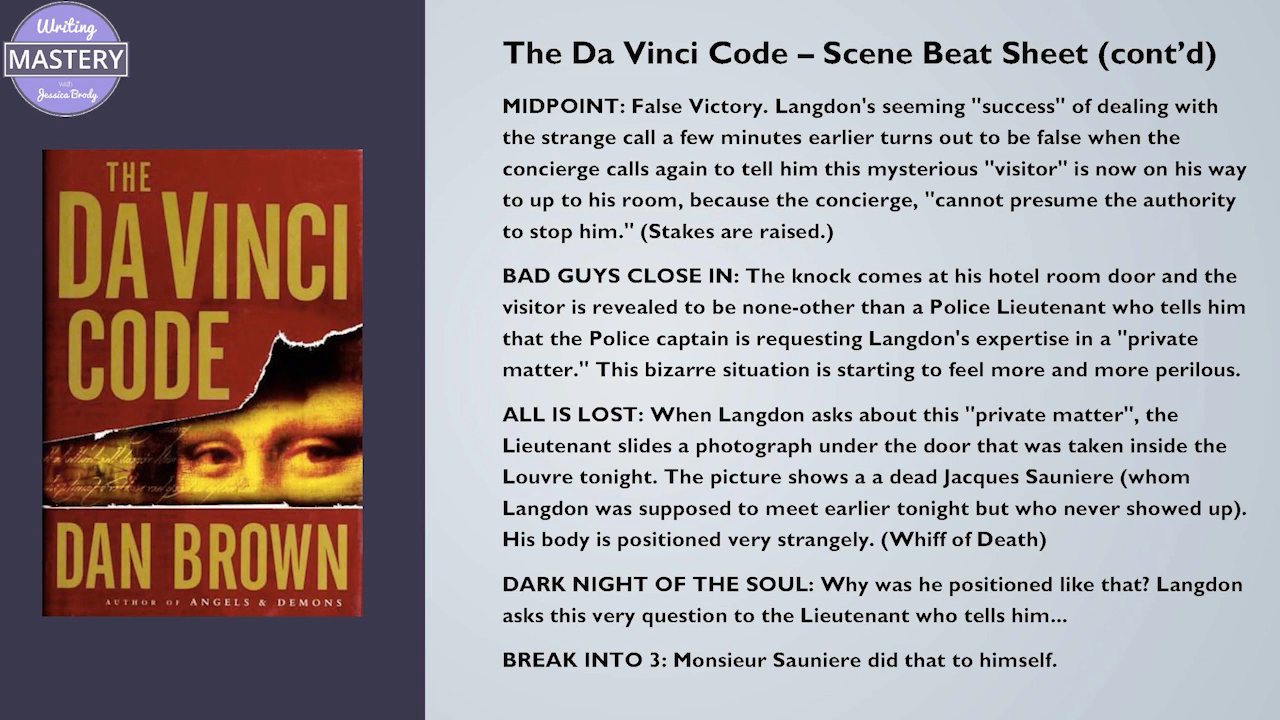 Writing
MASTERY
with
Jessica Brody
THE
DA VINCI
CODE
DAN BROWN
AUTHOR OF ANGELS & DEMONS
The Da Vinci Code – Scene Beat Sheet (cont’d)
MIDPOINT: False Victory. Langdon's seeming "success" of dealing with
the strange call a few minutes earlier turns out to be false when the
concierge calls again to tell him this mysterious "visitor" is now on his way
to up to his room, because the concierge, "cannot presume the authority
to stop him." (Stakes are raised.)
BAD GUYS CLOSE IN: The knock comes at his hotel room door and the
visitor is revealed to be none-other than a Police Lieutenant who tells him
that the Police captain is requesting Langdon's expertise in a "private
matter." This bizarre situation is starting to feel more and more perilous.
ALL IS LOST: When Langdon asks about this "private matter", the
Lieutenant slides a photograph under the door that was taken inside the
Louvre tonight. The picture shows a a dead Jacques Sauniere (whom
Langdon was supposed to meet earlier tonight but who never showed up).
His body is positioned very strangely. (Whiff of Death)
DARK NIGHT OF THE SOUL: Why was he positioned like that? Langdon
asks this very question to the Lieutenant who tells him...
BREAK INTO 3: Monsieur Sauniere did that to himself.